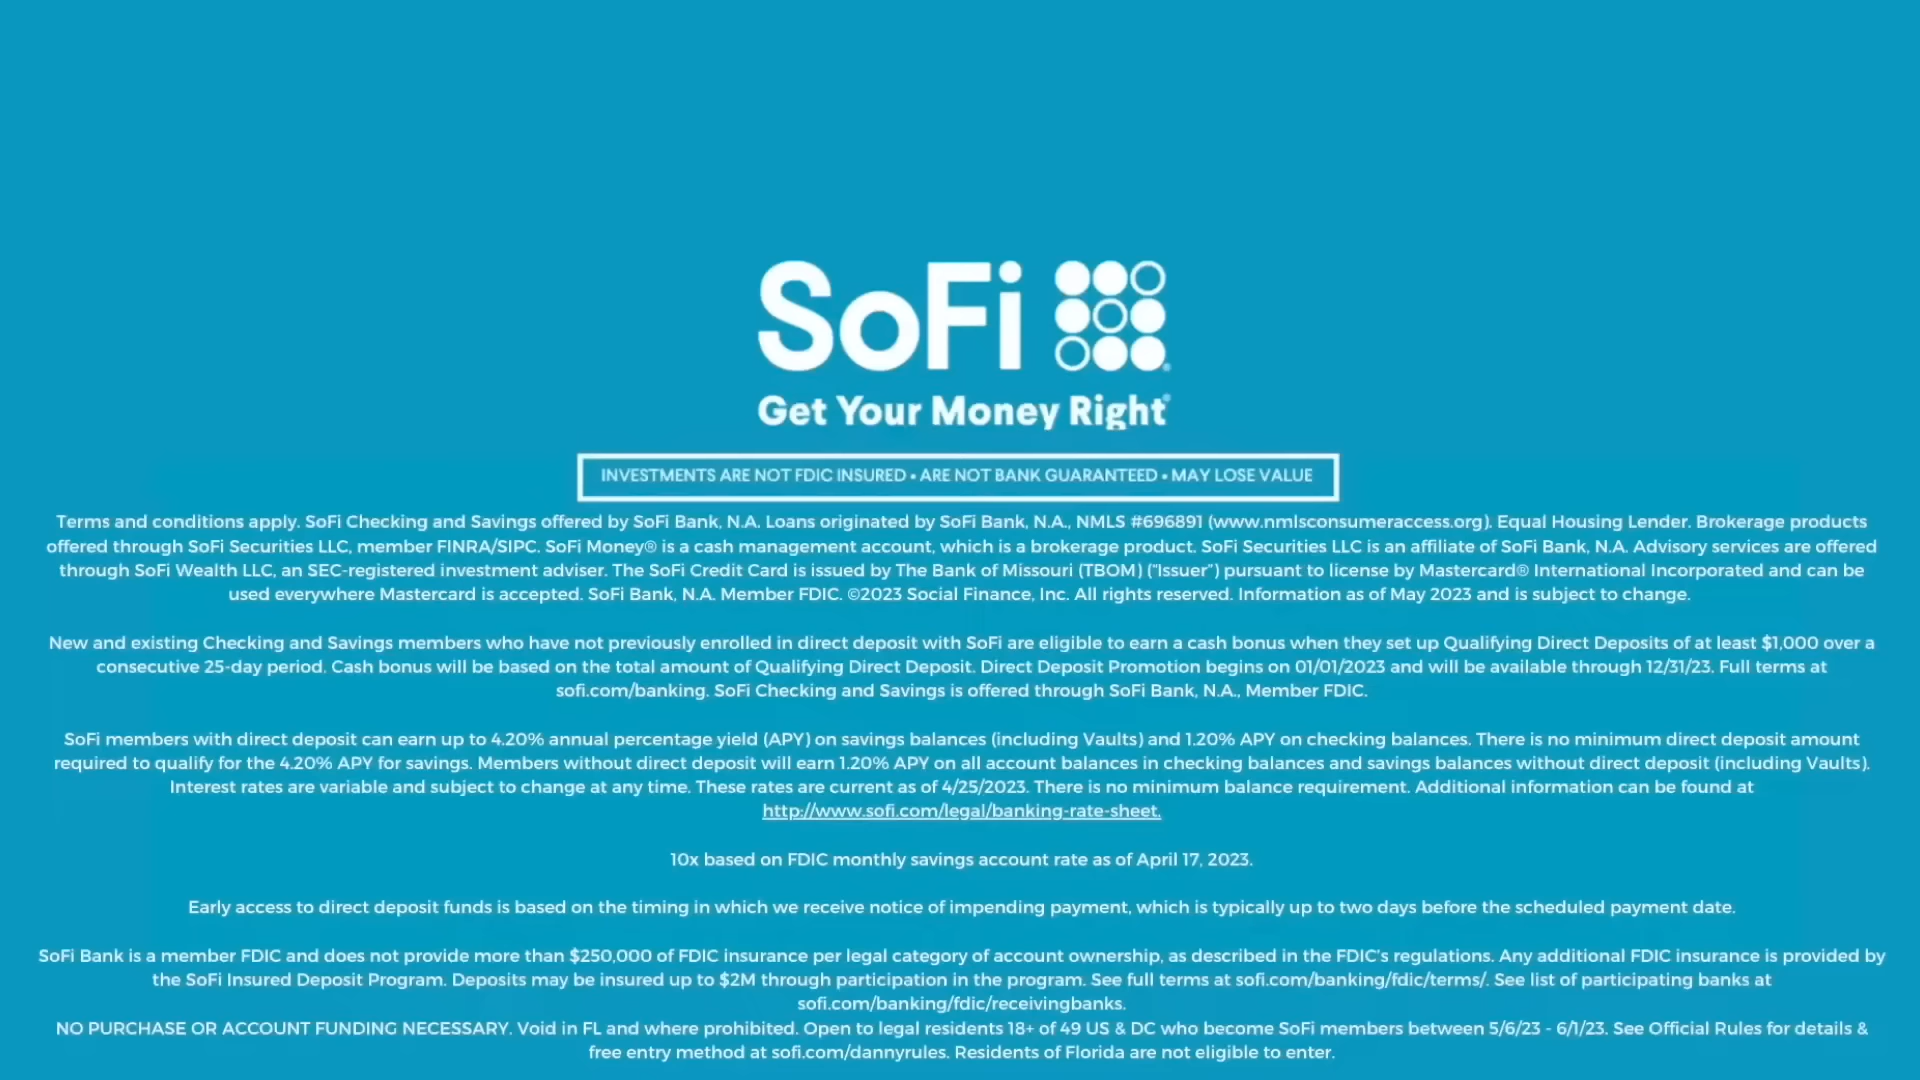 SoFi
Get Your Money Right®
INVESTMENTS ARE NOT FDIC INSURED • ARE NOT BANK GUARANTEED • MAY LOSE VALUE
Terms and conditions apply. SoFi Checking and Savings offered by SoFi Bank, N.A. Loans originated by SoFi Bank, N.A., NMLS #696891 (www.nmlsconsumeraccess.org). Equal Housing Lender. Brokerage products
offered through SoFi Securities LLC, member FINRA/SIPC. SoFi Money® is a cash management account, which is a brokerage product. SoFi Securities LLC is an affiliate of SoFi Bank, N.A. Advisory services are offered
through SoFi Wealth LLC, an SEC-registered investment adviser. The SoFi Credit Card is issued by The Bank of Missouri (TBOM) ("Issuer") pursuant to license by Mastercard® International Incorporated and can be
used everywhere Mastercard is accepted. SoFi Bank, N.A. Member FDIC. ©2023 Social Finance, Inc. All rights reserved. Information as of May 2023 and is subject to change.
New and existing Checking and Savings members who have not previously enrolled in direct deposit with SoFi are eligible to earn a cash bonus when they set up Qualifying Direct Deposits of at least $1,000 over a
consecutive 25-day period. Cash bonus will be based on the total amount of Qualifying Direct Deposit. Direct Deposit Promotion begins on 01/01/2023 and will be available through 12/31/23. Full terms at
sofi.com/banking. SoFi Checking and Savings is offered through SoFi Bank, N.A., Member FDIC.
SoFi members with direct deposit can earn up to 4.20% annual percentage yield (APY) on savings balances (including Vaults) and 1.20% APY on checking balances. There is no minimum direct deposit amount
required to qualify for the 4.20% APY for savings. Members without direct deposit will earn 1.20% APY on all account balances in checking balances and savings balances without direct deposit (including Vaults).
Interest rates are variable and subject to change at any time. These rates are current as of 4/25/2023. There is no minimum balance requirement. Additional information can be found at
http://www.sofi.com/legal/banking-rate-sheet.
10x based on FDIC monthly savings account rate as of April 17, 2023.
Early access to direct deposit funds is based on the timing in which we receive notice of impending payment, which is typically up to two days before the scheduled payment date.
SoFi Bank is a member FDIC and does not provide more than $250,000 of FDIC insurance per legal category of account ownership, as described in the FDIC's regulations. Any additional FDIC insurance is provided by
the SoFi Insured Deposit Program. Deposits may be insured up to $2M through participation in the program. See full terms at sofi.com/banking/fdic/terms/. See list of participating banks at
sofi.com/banking/fdic/receivingbanks.
NO PURCHASE OR ACCOUNT FUNDING NECESSARY. Void in FL and where prohibited. Open to legal residents 18+ of 49 US & DC who become SoFi members between 5/6/23 - 6/1/23. See Official Rules for details &
free entry method at sofi.com/dannyrules. Residents of Florida are not eligible to enter.